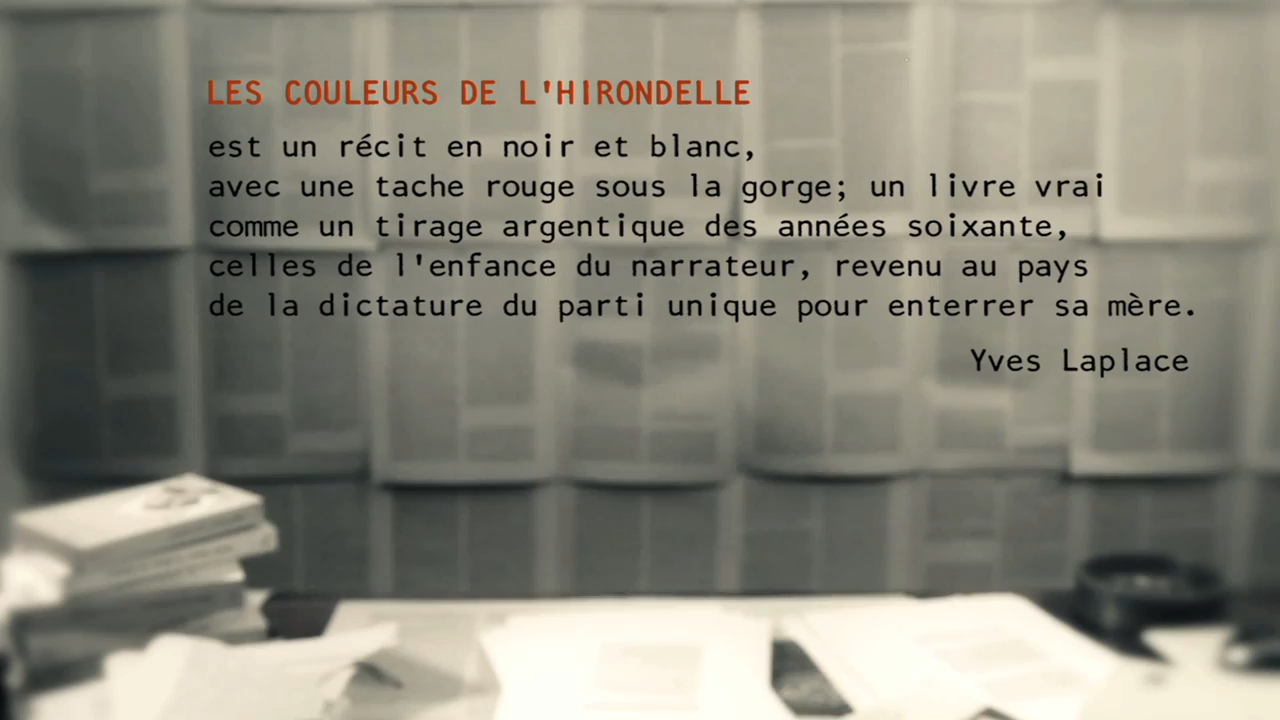 LES COULEURS DE L'HIRONDELLE
est un récit en noir et blanc,
avec une tache rouge sous la gorge; un livre vrai
comme un tirage argentique des années soixante,
celles de l'enfance du narrateur, revenu au pays
de la dictature du parti unique pour enterrer sa mère.
Yves Laplace